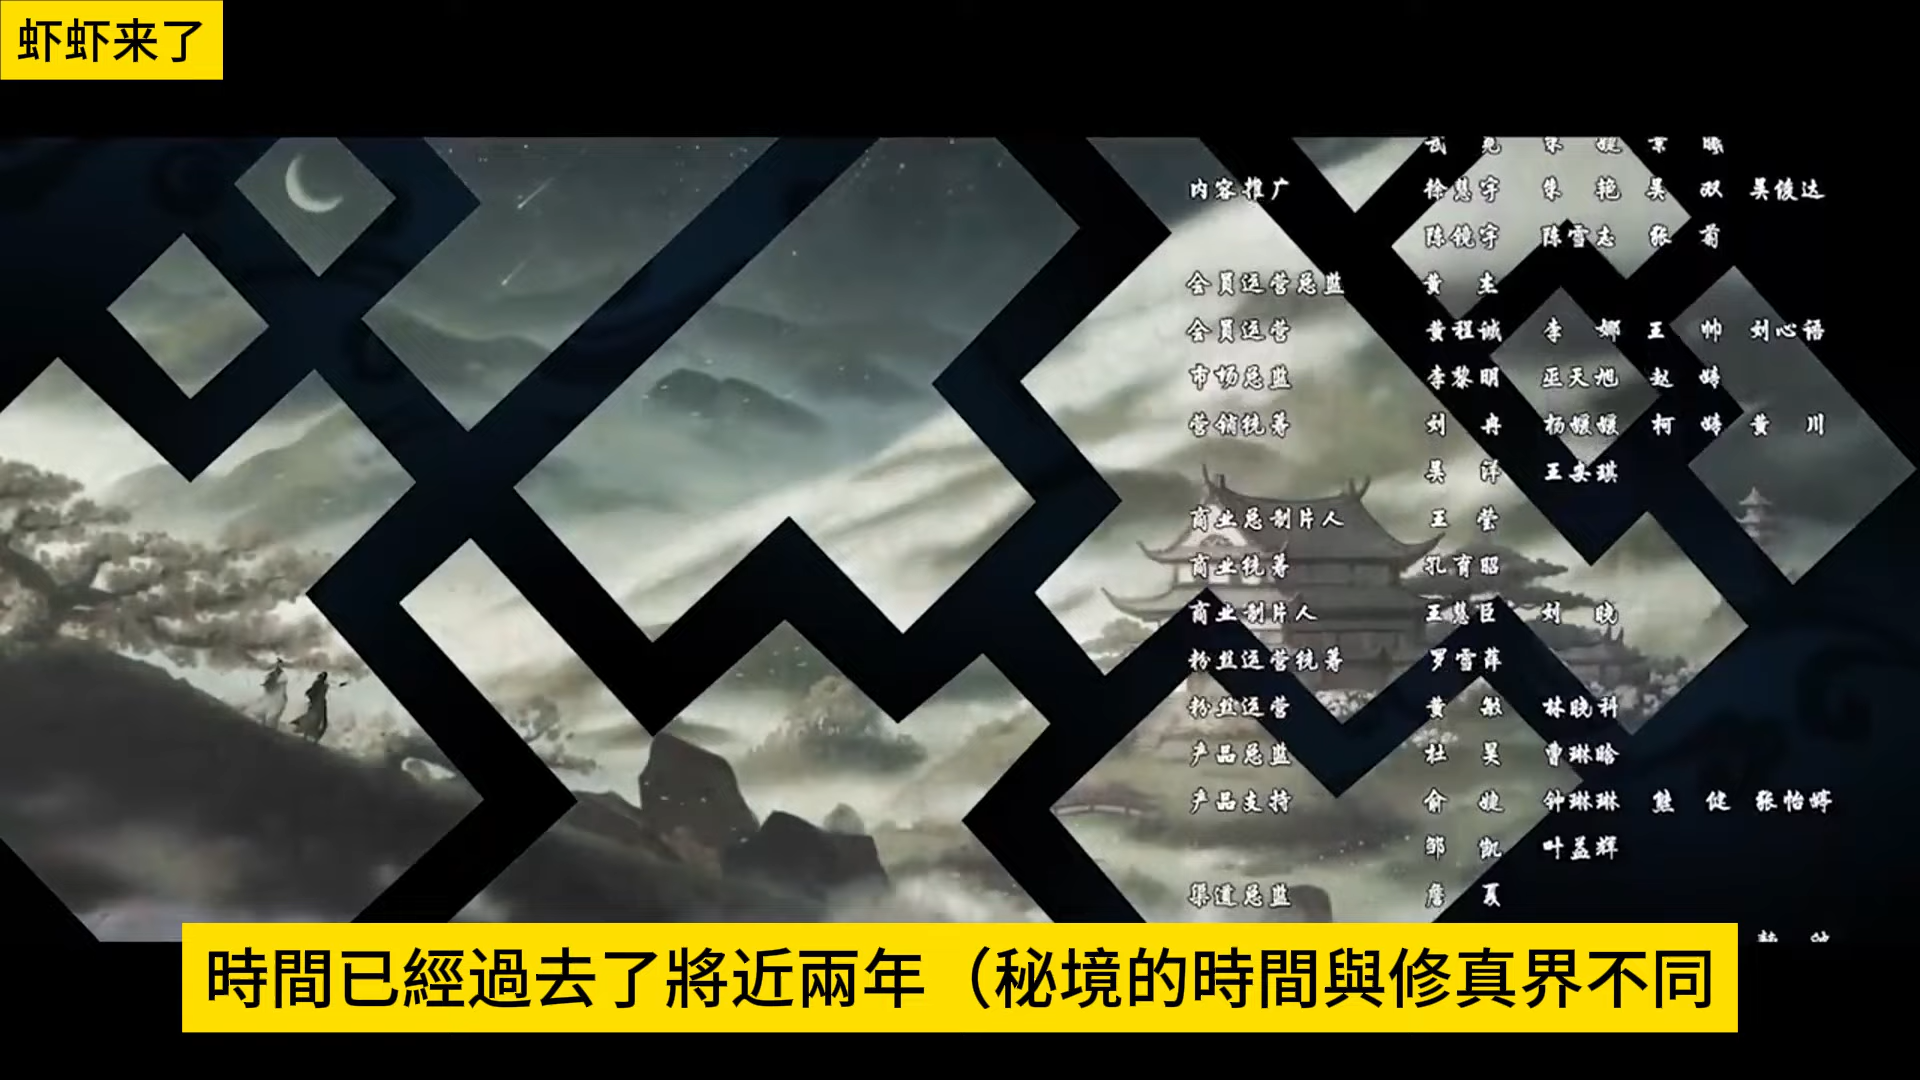 虾虾来了
内容推广 徐慧宇 朱艳 吴双 吴俊达
陈镜宇 陈雪志 张菊
会员运营总监 黄杰
会员运营 黄程诚 李娜 王帅 刘心语
市场总监 李黎明 巫天旭 赵婷
营销统筹 刘冉 杨媛媛 柯婷 黄川
吴洋 王安琪
商业总制片人 王莹
商业统筹 孔育昭
商业制片人 王慧臣 刘晓
粉丝运营统筹 罗雪萍
粉丝运营 黄敏 林晓科
产品总监 杜昊 曹琳晗
产品支持 俞婕 钟琳琳 熊健 张怡婷
邹凯 叶益辉
渠道总监 詹夏
時間已經過去了將近兩年（秘境的時間與修真界不同